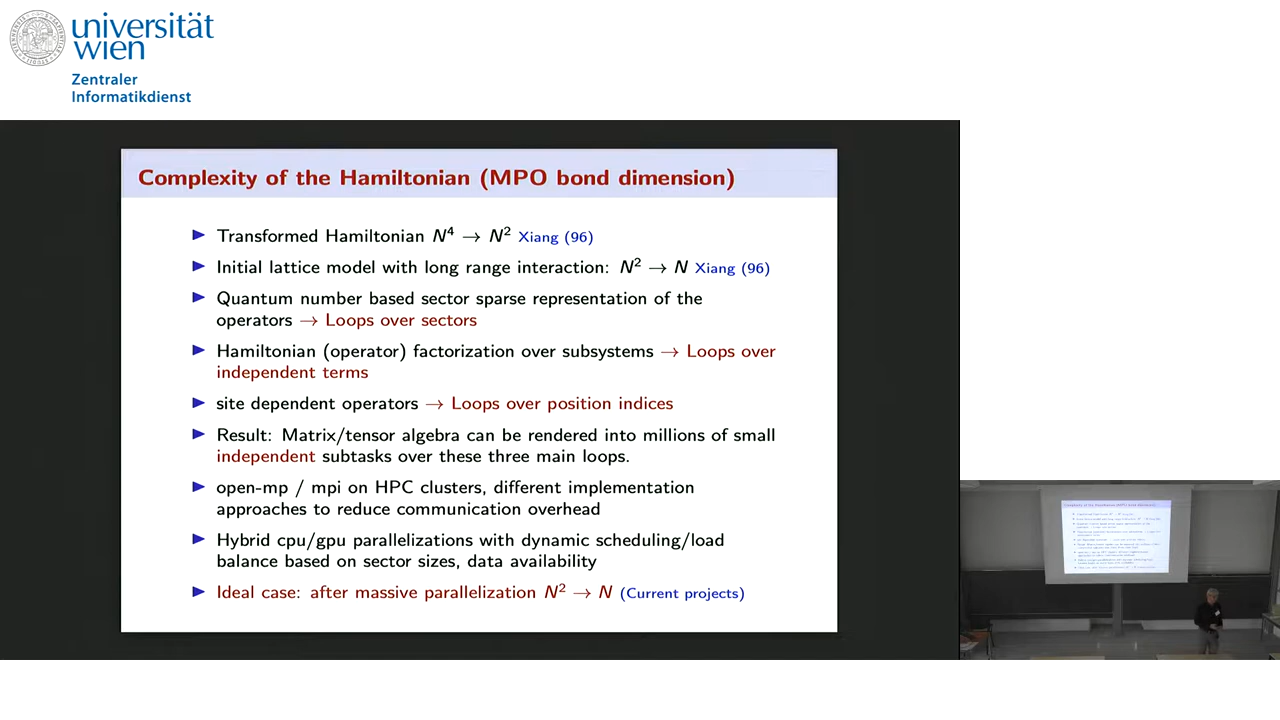 universität
wien
Zentraler
Informatikdienst
Complexity of the Hamiltonian (MPO bond dimension)
▶ Transformed Hamiltonian N⁴ → N² Xiang (96)
▶ Initial lattice model with long range interaction: N² → N Xiang (96)
▶ Quantum number based sector sparse representation of the
operators → Loops over sectors
▶ Hamiltonian (operator) factorization over subsystems → Loops over
independent terms
▶ site dependent operators → Loops over position indices
▶ Result: Matrix/tensor algebra can be rendered into millions of small
independent subtasks over these three main loops.
▶ open-mp / mpi on HPC clusters, different implementation
approaches to reduce communication overhead
▶ Hybrid cpu/gpu parallelizations with dynamic scheduling/load
balance based on sector sizes, data availability
▶ Ideal case: after massive parallelization N² → N (Current projects)